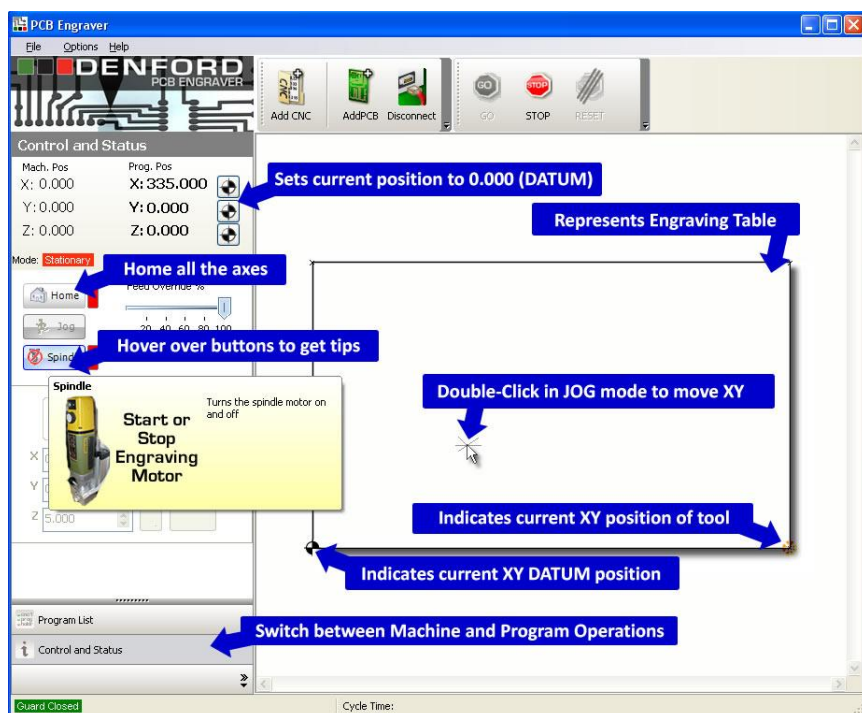 PCB Engraver
File Options Help
DENFORD
PCB ENGRAVER
Add CNC AddPCB Disconnect GO STOP RESET
GO STOP
Control and Status
Mach. Pos Prog. Pos
X: 0.000 X: 335.000
Y: 0.000 Y: 0.000
Z: 0.000 Z: 0.000
Sets current position to 0.000 (DATUM)
Represents Engraving Table
Mode: Stationary
Home all the axes
Home
Feed Override %
Jog
20 40 60 80 100
Hover over buttons to get tips
Spindle
Turns the spindle motor on
and off
Start or
Stop
Engraving
Motor
X
Y
Z 5.000
Double-Click in JOG mode to move XY
Indicates current XY position of tool
Indicates current XY DATUM position
Program List
Switch between Machine and Program Operations
Control and Status
Guard Closed Cycle Time: